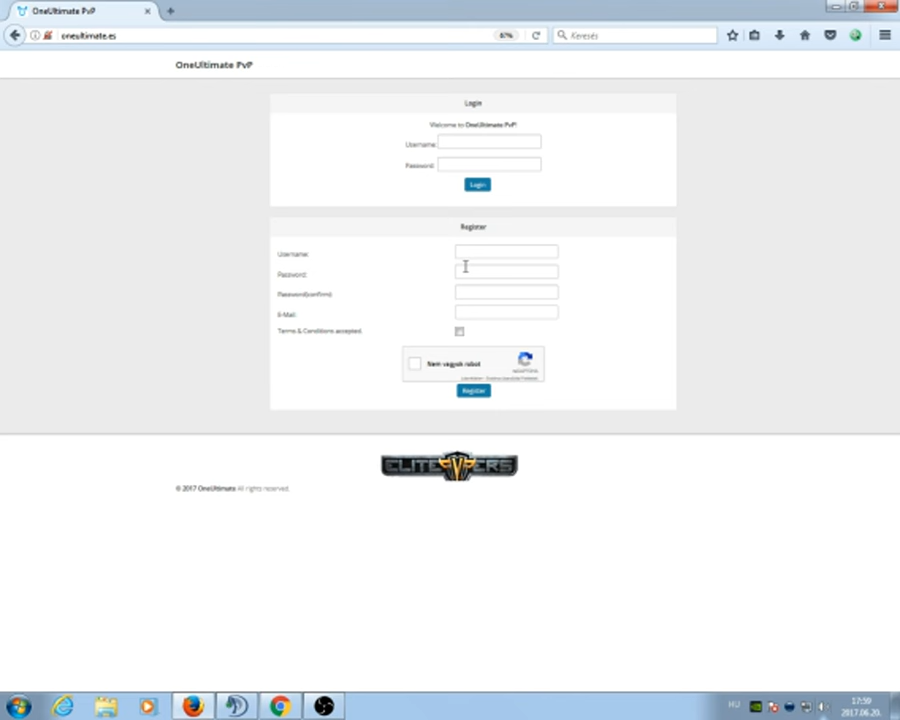 OneUltimate PvP
oneultimate.es
67%
Keresés
OneUltimate PvP
Login
Welcome to OneUltimate PvP!
Username:
Password:
Login
Register
Username:
Password:
Password(confirm):
E-Mail:
Terms & Conditions accepted.
Nem vagyok robot
reCAPTCHA
Register
ELITEPVPERS
© 2017 OneUltimate All rights reserved.
HU
17:59
2017.06.20.